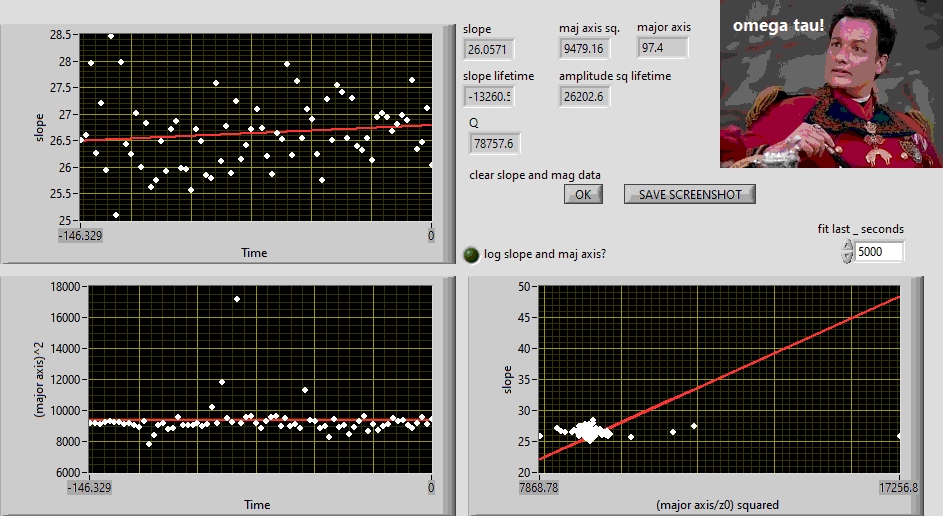 28.5
28
27.5
27
26.5
26
25.5
25
slope
-146.329
0
Time
slope
26.0571
maj axis sq.
9479.16
major axis
97.4
slope lifetime
-13260.5
amplitude sq lifetime
26202.6
Q
78757.6
clear slope and mag data
OK
SAVE SCREENSHOT
omega tau!
log slope and maj axis?
fit last _ seconds
5000
18000
16000
14000
12000
10000
8000
6000
(major axis)^2
-146.329
0
Time
50
45
40
35
30
25
20
slope
7868.78
17256.8
(major axis/z0) squared